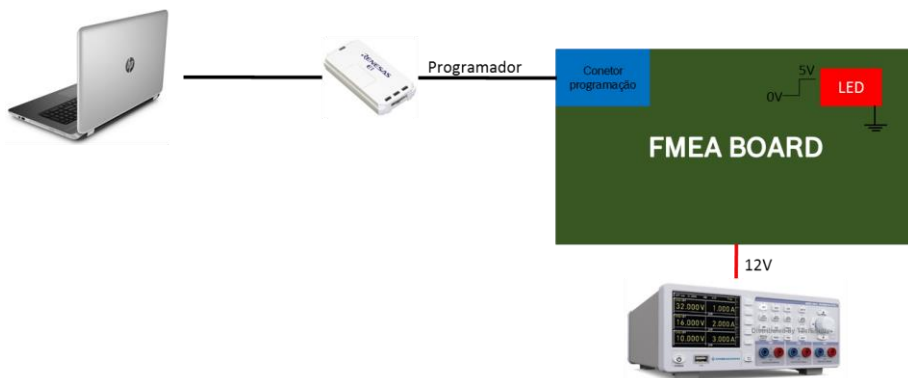 RENESAS
E1
Programador
Conetor
programação
5V
0V
LED
FMEA BOARD
12V
32.000V 1.000A
16.000V 2.000A
10.000V 3.000A